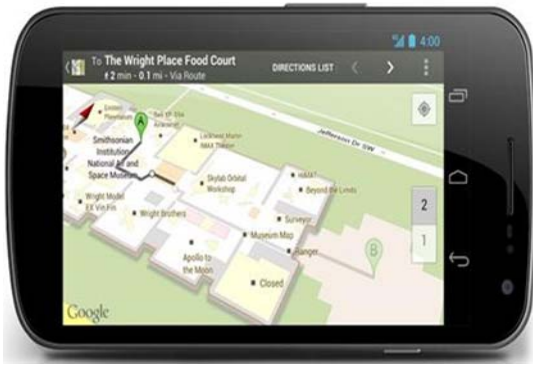 4:00
To The Wright Place Food Court
2 min - 0.1 mi - Via Route
DIRECTIONS LIST
A
Smithsonian
Institution
National Air and
Space Museum
Lockheed Martin
IMAX Theater
Jefferson Dr SW
Skylab Orbital
Workshop
HiMAT
Beyond the Limits
Wright Model
EX Vin Fiz
Wright Brothers
Surveyor
Museum Map
Ranger
B
2
1
Apollo to
the Moon
Closed
Google